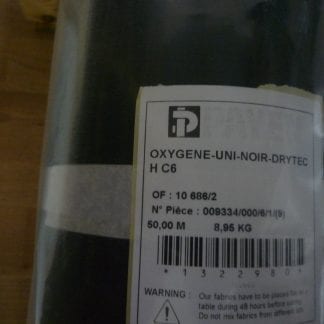 OXYGENE-UNI-NOIR-DRYTEC
H C6
OF : 10 686/2
N° Pièce : 009334/000/6/1/(9)
50,00 M 8,95 KG
*13229801
WARNING : Our fabrics have to be placed flat on a
table during 48 hours before cutting
Do not mix fabrics from different